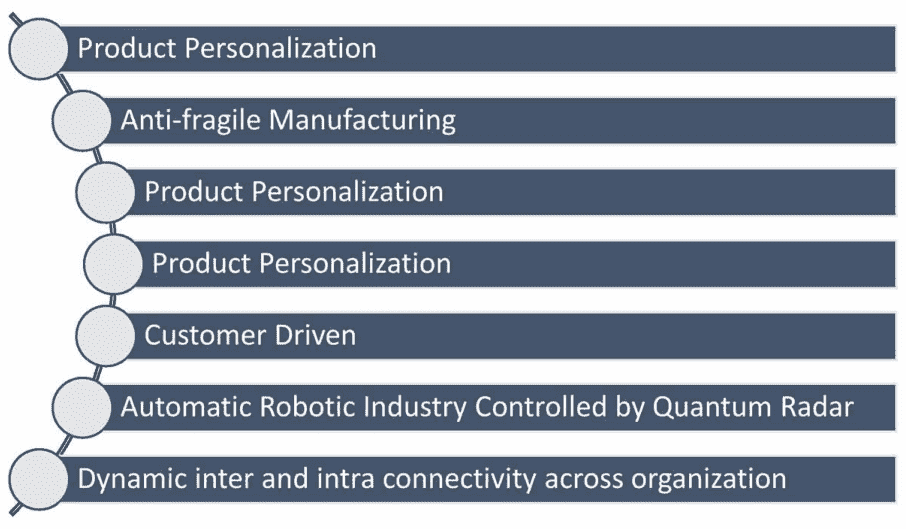 Product Personalization
Anti-fragile Manufacturing
Product Personalization
Product Personalization
Customer Driven
Automatic Robotic Industry Controlled by Quantum Radar
Dynamic inter and intra connectivity across organization